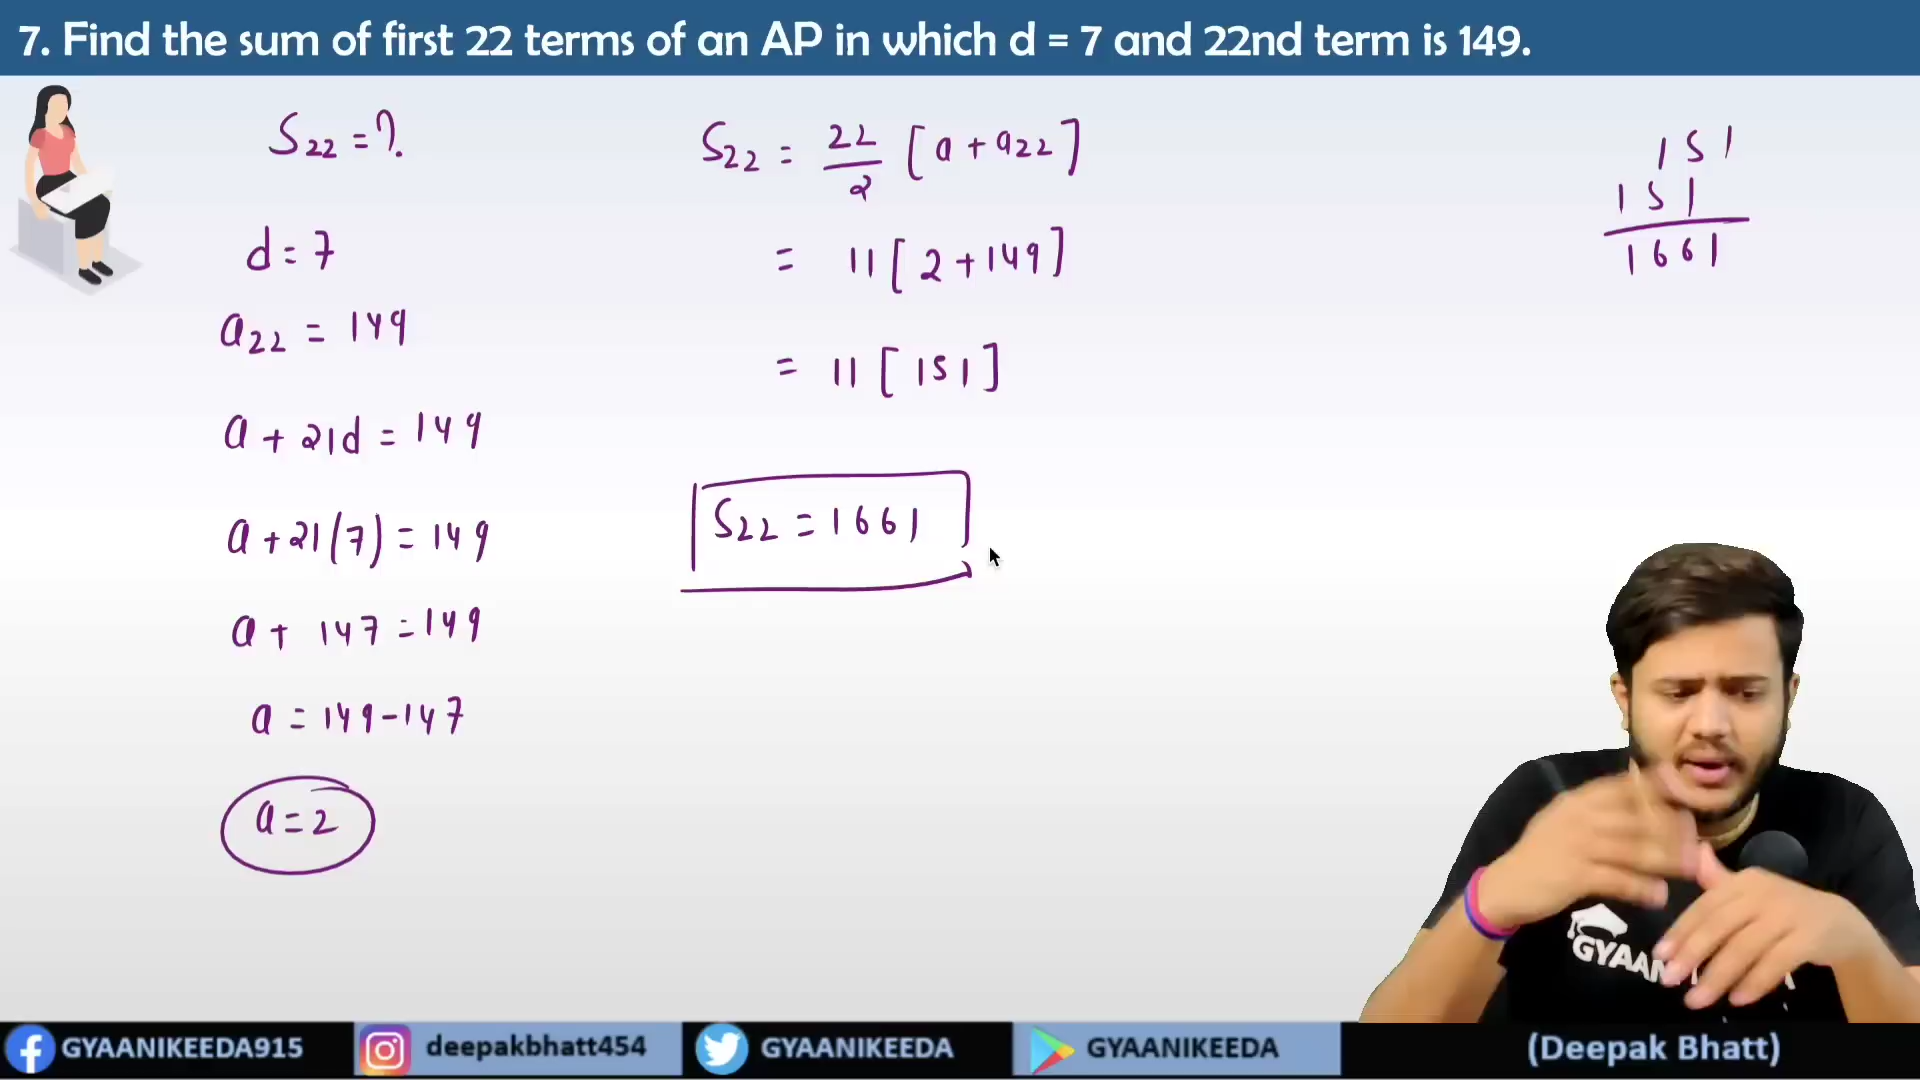 7. Find the sum of first 22 terms of an AP in which d = 7 and 22nd term is 149.
S22 = ?.
d = 7
a22 = 149
a + 21d = 149
a + 21(7) = 149
a + 147 = 149
a = 149 - 147
a = 2
S22 = 22/2 [a + a22]
= 11 [2 + 149]
= 11 [151]
S22 = 1661
151
151
1661
GYAAN
GYAANIKEEDA915
deepakbhatt454
GYAANIKEEDA
GYAANIKEEDA
(Deepak Bhatt)